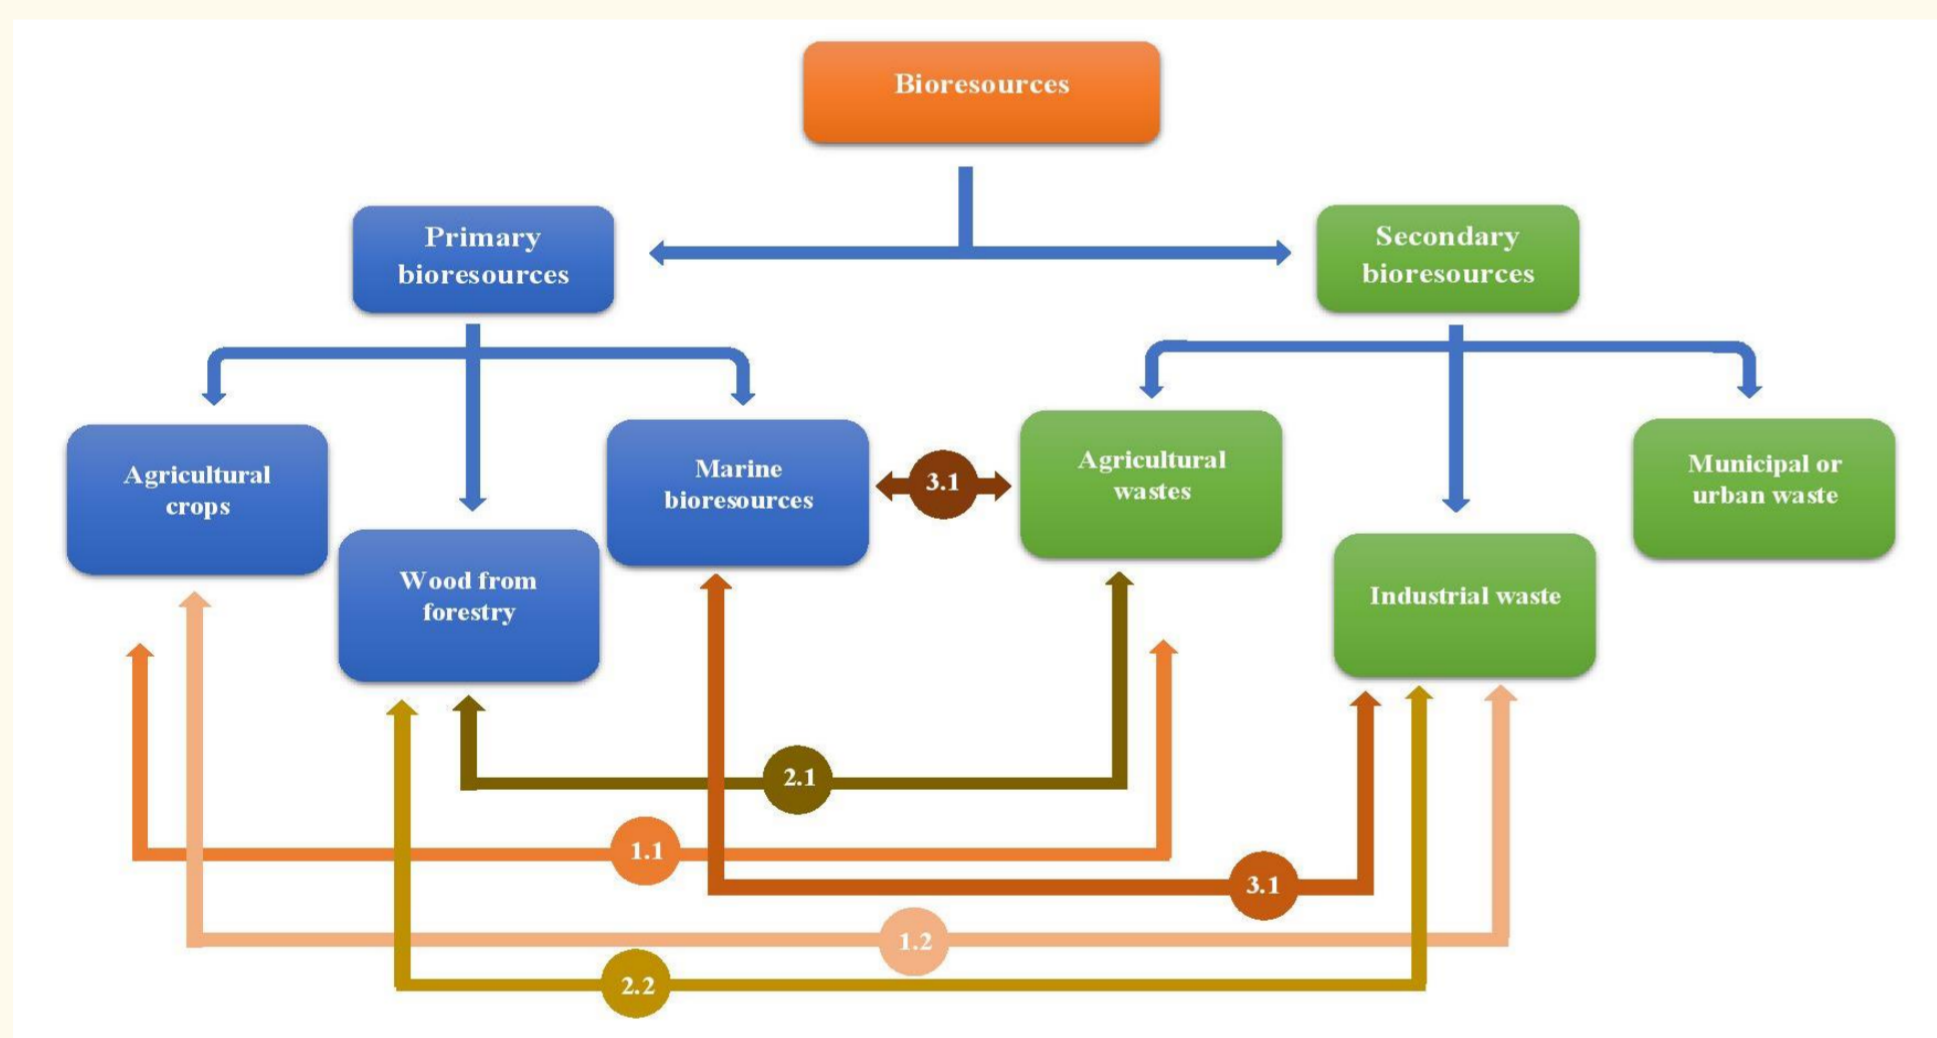 Bioresources
Primary
bioresources
Secondary
bioresources
Agricultural
crops
Wood from
forestry
Marine
bioresources
3.1
Agricultural
wastes
Industrial waste
Municipal or
urban waste
2.1
1.1
3.1
1.2
2.2